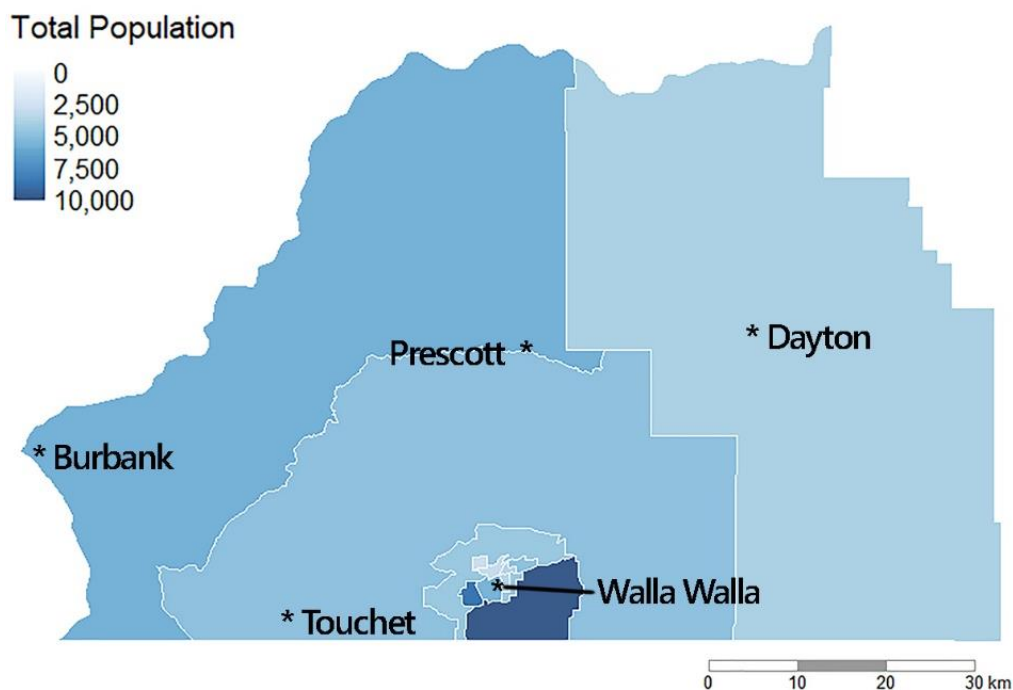 Total Population
0
2,500
5,000
7,500
10,000
Prescott *
* Dayton
* Burbank
* Walla Walla
* Touchet
0 10 20 30 km